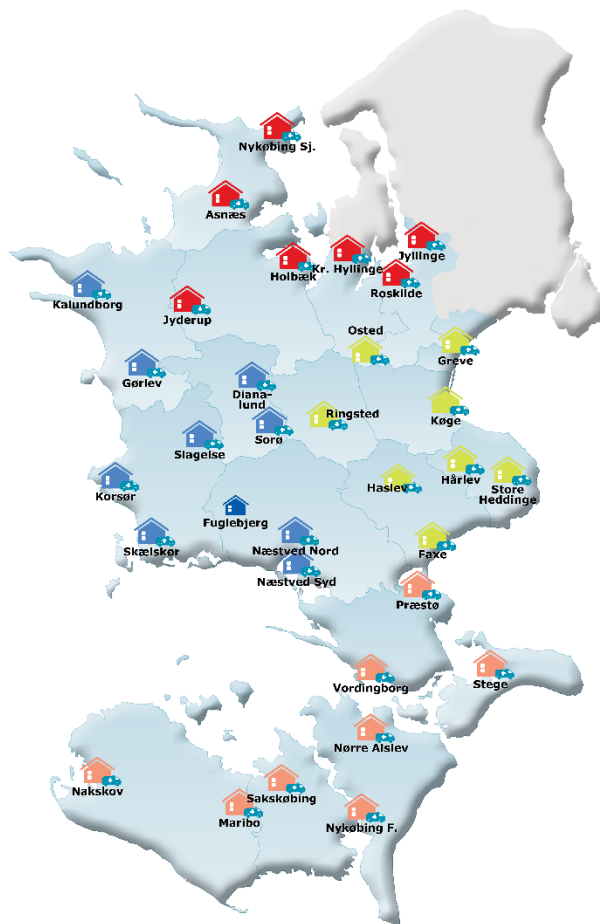 Nykøbing Sj.
Asnæs
Jyllinge
Kr. Hyllinge
Holbæk
Roskilde
Kalundborg
Jyderup
Osted
Greve
Gørlev
Diana-
lund
Ringsted
Køge
Sorø
Slagelse
Hårlev
Store
Heddinge
Haslev
Korsør
Fuglebjerg
Skælskør
Næstved Nord
Faxe
Næstved Syd
Præstø
Stege
Vordingborg
Nørre Alslev
Nakskov
Sakskøbing
Maribo
Nykøbing F.